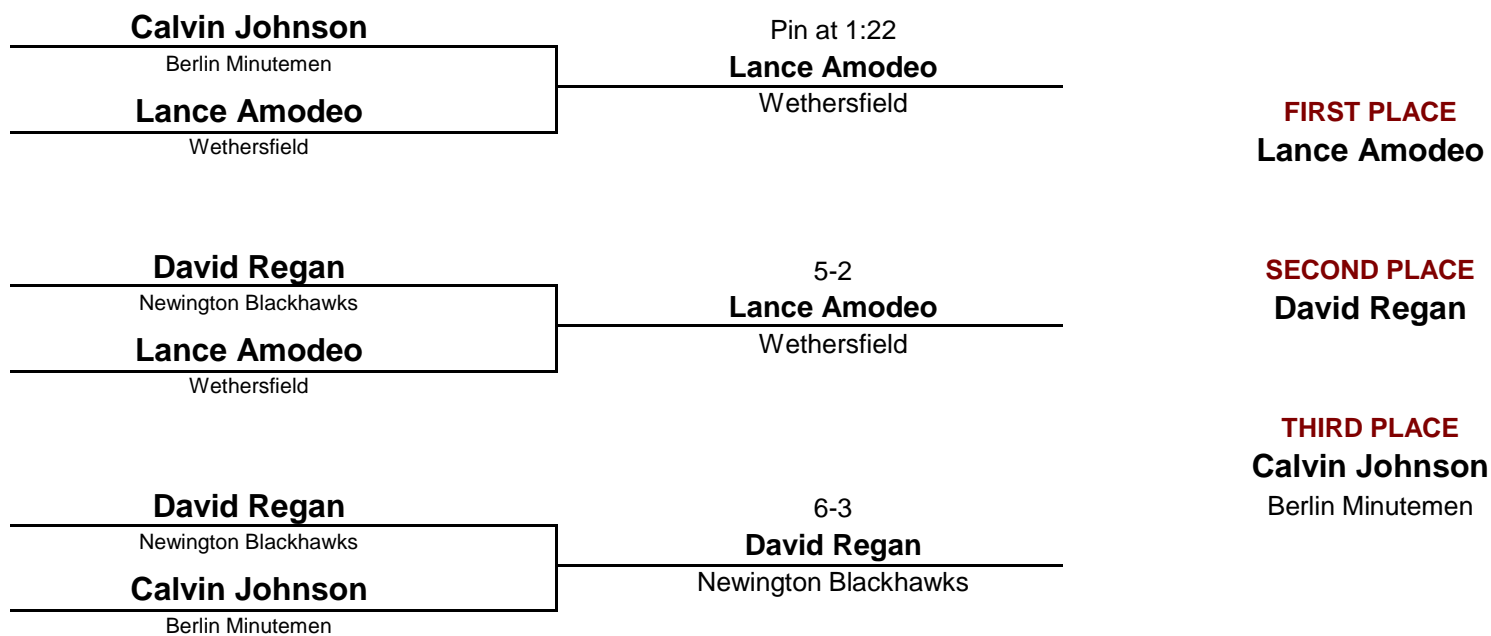 Calvin Johnson
Berlin Minutemen
Lance Amodeo
Wethersfield
Pin at 1:22
Lance Amodeo
Wethersfield
David Regan
Newington Blackhawks
Lance Amodeo
Wethersfield
5-2
Lance Amodeo
Wethersfield
David Regan
Newington Blackhawks
Calvin Johnson
Berlin Minutemen
6-3
David Regan
Newington Blackhawks
FIRST PLACE
Lance Amodeo
SECOND PLACE
David Regan
THIRD PLACE
Calvin Johnson
Berlin Minutemen